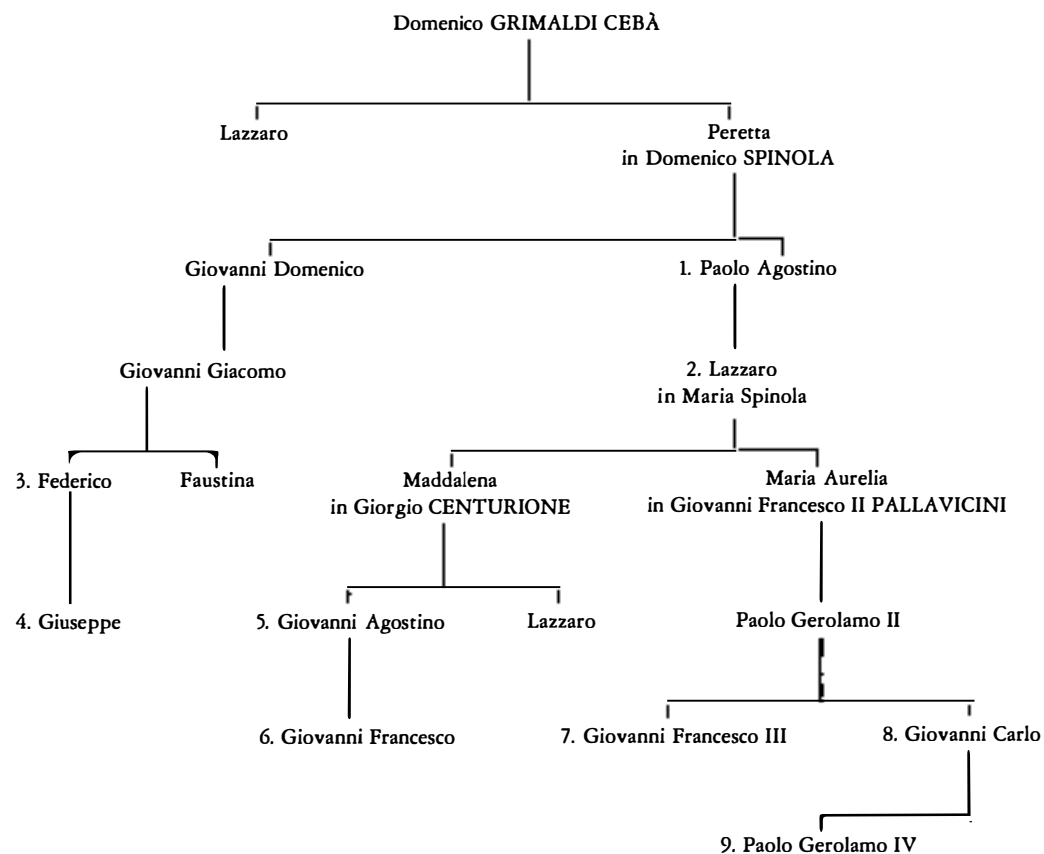 Domenico GRIMALDI CEBÀ
Lazzaro
Peretta
in Domenico SPINOLA
Giovanni Domenico
1. Paolo Agostino
Giovanni Giacomo
2. Lazzaro
in Maria Spinola
3. Federico
Faustina
Maddalena
in Giorgio CENTURIONE
Maria Aurelia
in Giovanni Francesco II PALLAVICINI
4. Giuseppe
5. Giovanni Agostino
Lazzaro
Paolo Gerolamo II
6. Giovanni Francesco
7. Giovanni Francesco III
8. Giovanni Carlo
9. Paolo Gerolamo IV